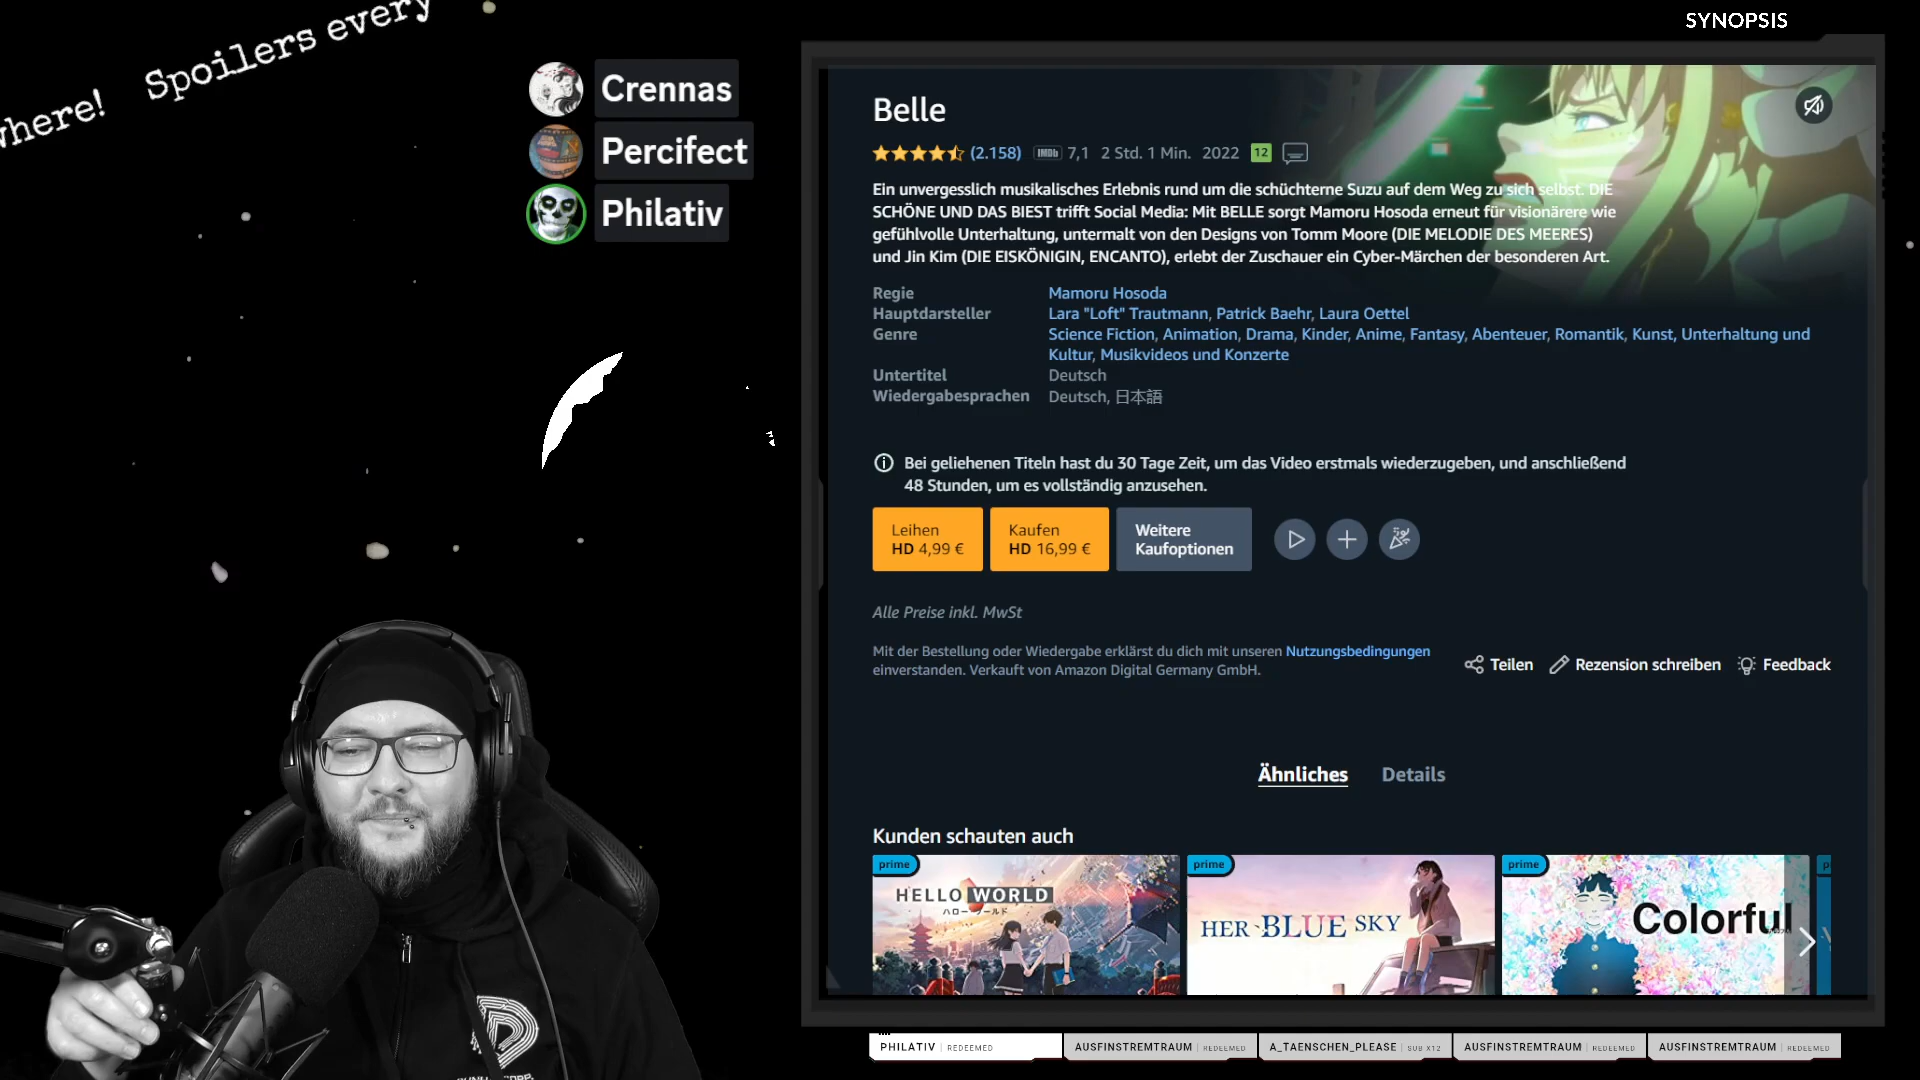 SYNOPSIS
where! Spoilers every
Crennas
Percifect
Philativ
Belle
(2.158) IMDb 7,1 2 Std. 1 Min. 2022 12
Ein unvergesslich musikalisches Erlebnis rund um die schüchterne Suzu auf dem Weg zu sich selbst. DIE
SCHÖNE UND DAS BIEST trifft Social Media: Mit BELLE sorgt Mamoru Hosoda erneut für visionärere wie
gefühlvolle Unterhaltung, untermalt von den Designs von Tomm Moore (DIE MELODIE DES MEERES)
und Jin Kim (DIE EISKÖNIGIN, ENCANTO), erlebt der Zuschauer ein Cyber-Märchen der besonderen Art.
Regie Mamoru Hosoda
Hauptdarsteller Lara "Loft" Trautmann, Patrick Baehr, Laura Oettel
Genre Science Fiction, Animation, Drama, Kinder, Anime, Fantasy, Abenteuer, Romantik, Kunst, Unterhaltung und
Kultur, Musikvideos und Konzerte
Untertitel Deutsch
Wiedergabesprachen Deutsch, 日本語
Bei geliehenen Titeln hast du 30 Tage Zeit, um das Video erstmals wiederzugeben, und anschließend
48 Stunden, um es vollständig anzusehen.
Leihen
HD 4,99 €
Kaufen
HD 16,99 €
Weitere
Kaufoptionen
Alle Preise inkl. MwSt
Mit der Bestellung oder Wiedergabe erklärst du dich mit unseren Nutzungsbedingungen
einverstanden. Verkauft von Amazon Digital Germany GmbH.
Teilen Rezension schreiben Feedback
Ähnliches Details
Kunden schauten auch
prime
HELLO WORLD
ハロー・ワールド
prime
HER BLUE SKY
prime
Colorful
PHILATIV REDEEMED
AUSFINSTREMTRAUM REDEEMED
A_TAENSCHEN_PLEASE SUB X12
AUSFINSTREMTRAUM REDEEMED
AUSFINSTREMTRAUM REDEEMED